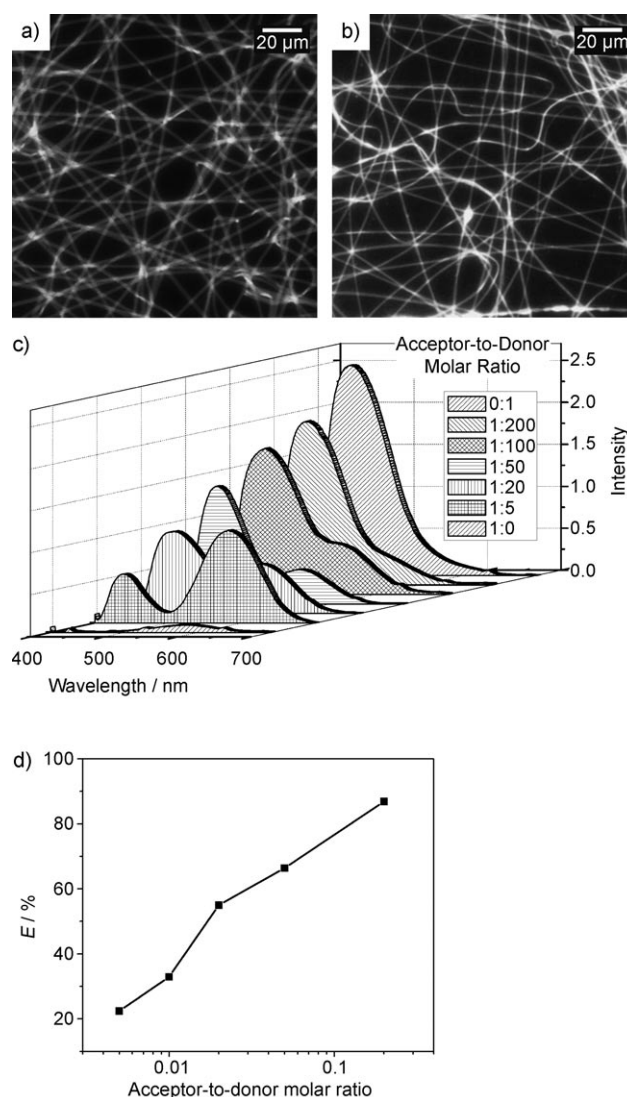 a)
20 µm
b)
20 µm
c)
Acceptor-to-Donor
Molar Ratio
0:1
1:200
1:100
1:50
1:20
1:5
1:0
2.5
2.0
1.5
1.0
0.5
0.0
Intensity
400
500
600
700
Wavelength / nm
d)
100
80
60
40
20
E / %
0.01
0.1
Acceptor-to-donor molar ratio